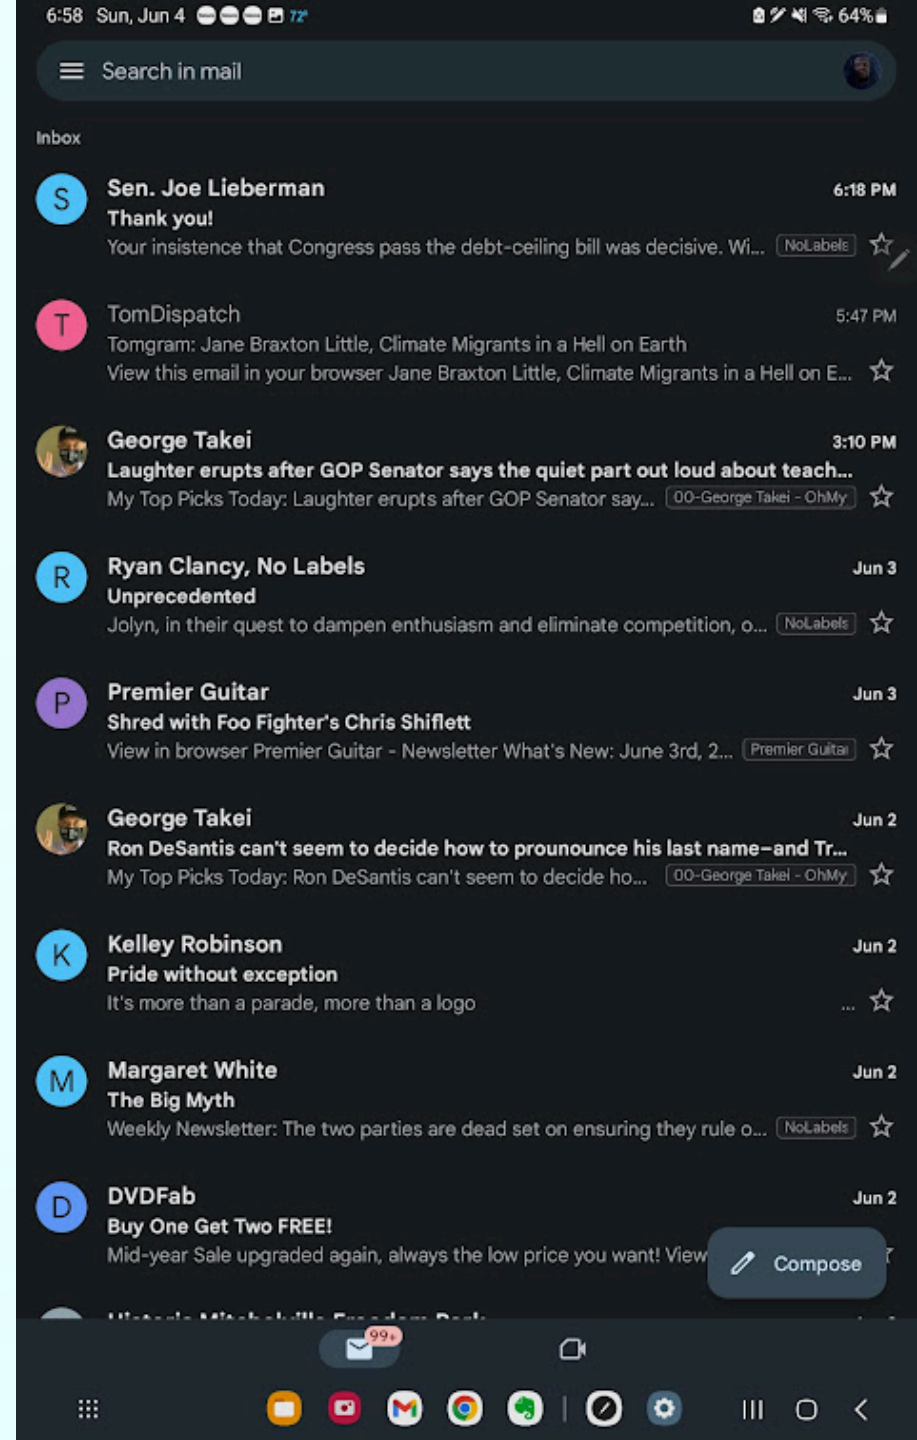 6:58 Sun, Jun 4 72° 64%
Search in mail
Inbox
S Sen. Joe Lieberman 6:18 PM
Thank you!
Your insistence that Congress pass the debt-ceiling bill was decisive. Wi... NoLabels
T TomDispatch 5:47 PM
Tomgram: Jane Braxton Little, Climate Migrants in a Hell on Earth
View this email in your browser Jane Braxton Little, Climate Migrants in a Hell on E...
George Takei 3:10 PM
Laughter erupts after GOP Senator says the quiet part out loud about teach...
My Top Picks Today: Laughter erupts after GOP Senator say... 00-George Takei - OhMy
R Ryan Clancy, No Labels Jun 3
Unprecedented
Jolyn, in their quest to dampen enthusiasm and eliminate competition, o... NoLabels
P Premier Guitar Jun 3
Shred with Foo Fighter's Chris Shiflett
View in browser Premier Guitar - Newsletter What's New: June 3rd, 2... Premier Guitar
George Takei Jun 2
Ron DeSantis can't seem to decide how to prounounce his last name–and Tr...
My Top Picks Today: Ron DeSantis can't seem to decide ho... 00-George Takei - OhMy
K Kelley Robinson Jun 2
Pride without exception
It's more than a parade, more than a logo ...
M Margaret White Jun 2
The Big Myth
Weekly Newsletter: The two parties are dead set on ensuring they rule o... NoLabels
D DVDFab Jun 2
Buy One Get Two FREE!
Mid-year Sale upgraded again, always the low price you want! View
Compose
Historic Mitchelville Freedom Park
99+